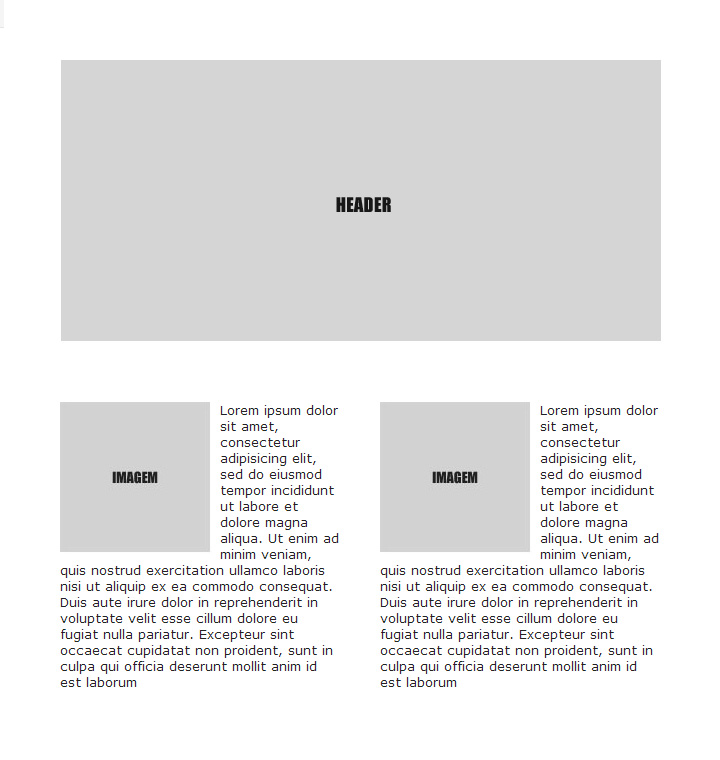 HEADER
IMAGEM
Lorem ipsum dolor
sit amet,
consectetur
adipisicing elit,
sed do eiusmod
tempor incididunt
ut labore et
dolore magna
aliqua. Ut enim ad
minim veniam,
quis nostrud exercitation ullamco laboris
nisi ut aliquip ex ea commodo consequat.
Duis aute irure dolor in reprehenderit in
voluptate velit esse cillum dolore eu
fugiat nulla pariatur. Excepteur sint
occaecat cupidatat non proident, sunt in
culpa qui officia deserunt mollit anim id
est laborum
IMAGEM
Lorem ipsum dolor
sit amet,
consectetur
adipisicing elit,
sed do eiusmod
tempor incididunt
ut labore et
dolore magna
aliqua. Ut enim ad
minim veniam,
quis nostrud exercitation ullamco laboris
nisi ut aliquip ex ea commodo consequat.
Duis aute irure dolor in reprehenderit in
voluptate velit esse cillum dolore eu
fugiat nulla pariatur. Excepteur sint
occaecat cupidatat non proident, sunt in
culpa qui officia deserunt mollit anim id
est laborum